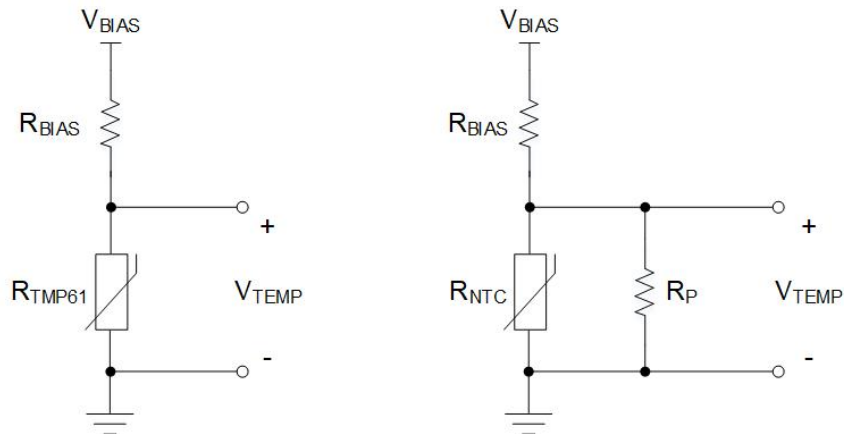 VBIAS
VBIAS
RBIAS
RBIAS
+
+
RTMP61
VTEMP
RNTC
RP
VTEMP
-
-